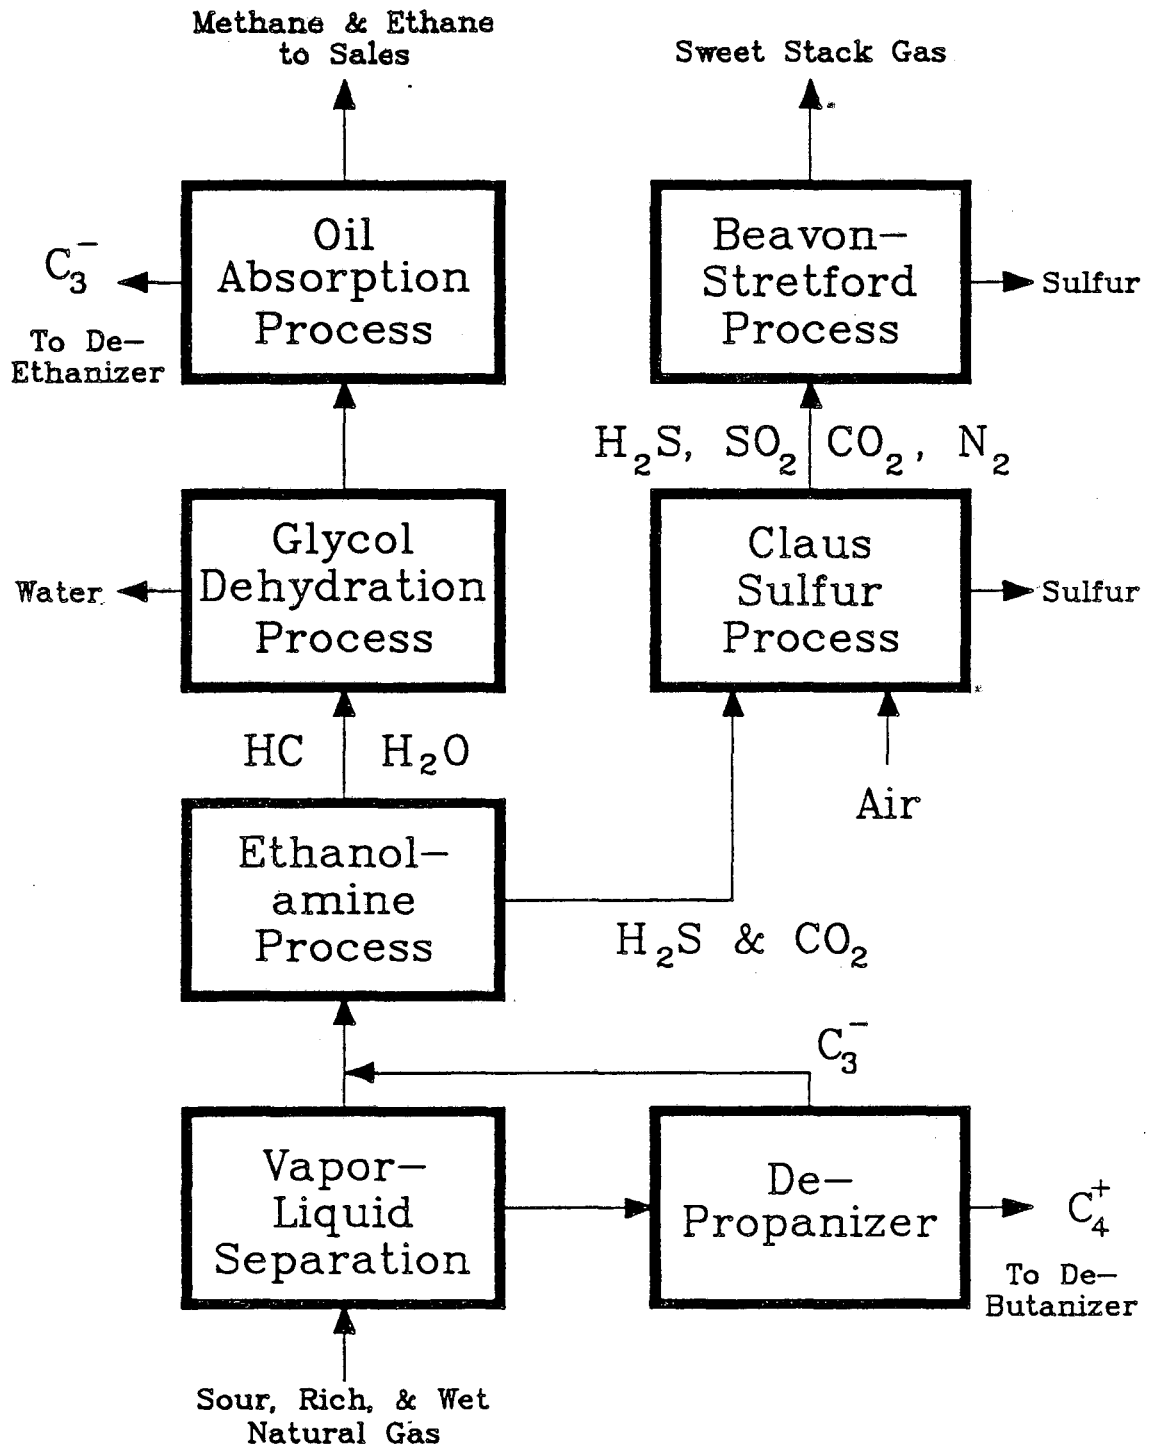 Methane & Ethane
to Sales
Sweet Stack Gas
Oil
Absorption
Process
C₃⁻
To De-
Ethanizer
Beavon-
Stretford
Process
Sulfur
H₂S, SO₂ CO₂, N₂
Glycol
Dehydration
Process
Water
Claus
Sulfur
Process
Sulfur
HC H₂O
Air
Ethanol-
amine
Process
H₂S & CO₂
C₃⁻
Vapor-
Liquid
Separation
De-
Propanizer
C₄⁺
To De-
Butanizer
Sour, Rich, & Wet
Natural Gas